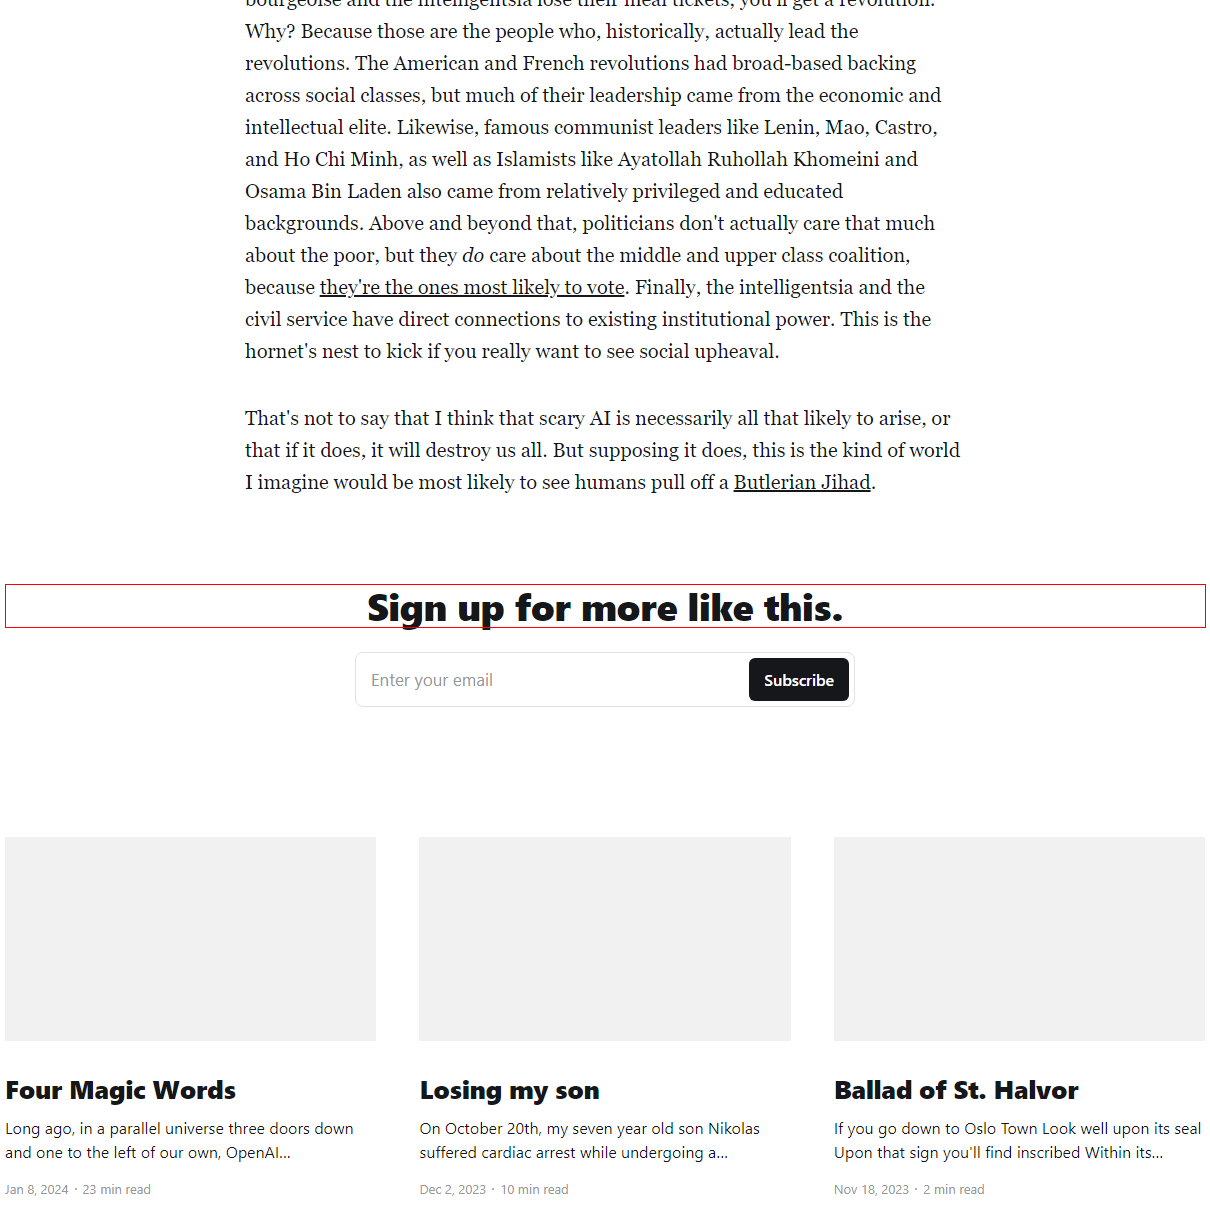 bourgeoise and the intelligentsia lose their meal tickets, you'll get a revolution.
Why? Because those are the people who, historically, actually lead the
revolutions. The American and French revolutions had broad-based backing
across social classes, but much of their leadership came from the economic and
intellectual elite. Likewise, famous communist leaders like Lenin, Mao, Castro,
and Ho Chi Minh, as well as Islamists like Ayatollah Ruhollah Khomeini and
Osama Bin Laden also came from relatively privileged and educated
backgrounds. Above and beyond that, politicians don't actually care that much
about the poor, but they do care about the middle and upper class coalition,
because they're the ones most likely to vote. Finally, the intelligentsia and the
civil service have direct connections to existing institutional power. This is the
hornet's nest to kick if you really want to see social upheaval.
That's not to say that I think that scary AI is necessarily all that likely to arise, or
that if it does, it will destroy us all. But supposing it does, this is the kind of world
I imagine would be most likely to see humans pull off a Butlerian Jihad.
Sign up for more like this.
Enter your email
Subscribe
Four Magic Words
Long ago, in a parallel universe three doors down
and one to the left of our own, OpenAI...
Jan 8, 2024 · 23 min read
Losing my son
On October 20th, my seven year old son Nikolas
suffered cardiac arrest while undergoing a...
Dec 2, 2023 · 10 min read
Ballad of St. Halvor
If you go down to Oslo Town Look well upon its seal
Upon that sign you'll find inscribed Within its...
Nov 18, 2023 · 2 min read